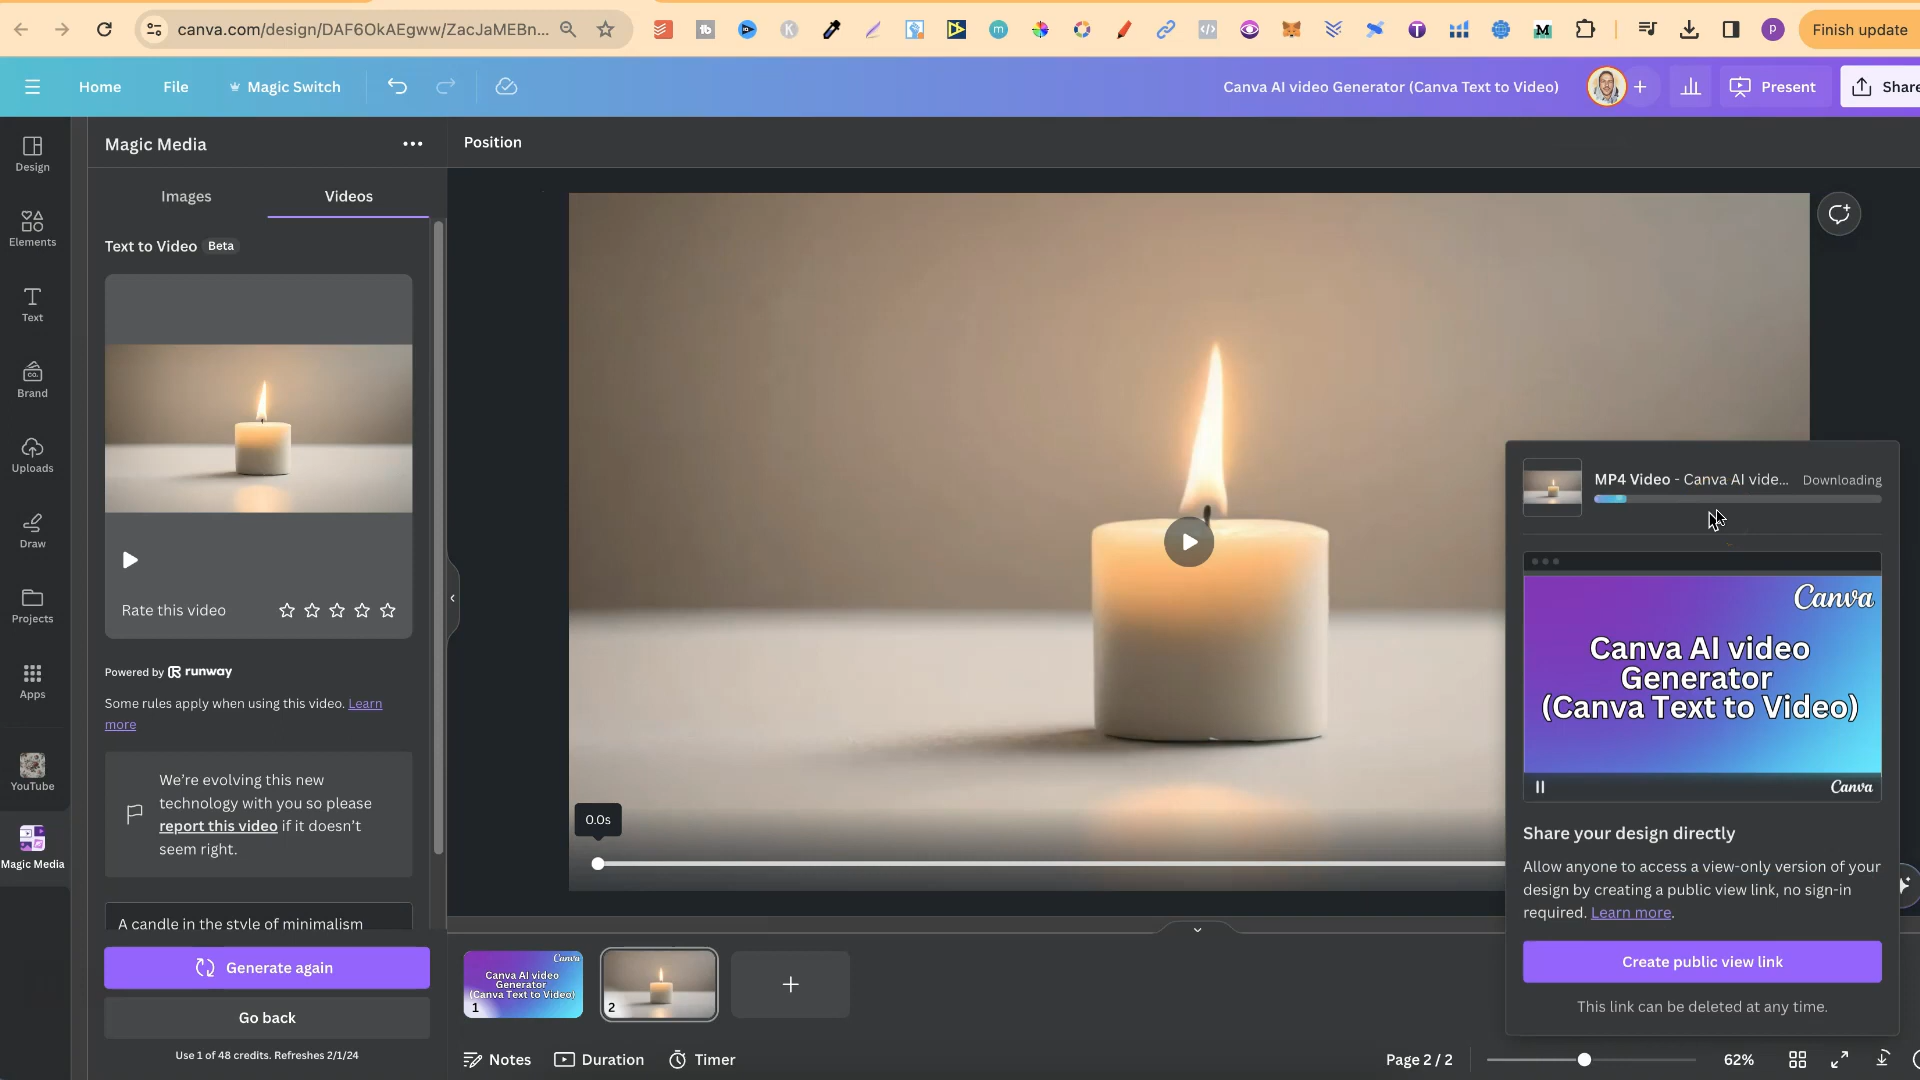 canva.com/design/DAF6OkAEgww/ZacJaMEBn...
Finish update
Home
File
Magic Switch
Canva AI video Generator (Canva Text to Video)
Present
Share
Design
Elements
Text
Brand
Uploads
Draw
Projects
Apps
YouTube
Magic Media
Magic Media
Images
Videos
Text to Video Beta
Rate this video
Powered by runway
Some rules apply when using this video. Learn
more
We're evolving this new
technology with you so please
report this video if it doesn't
seem right.
A candle in the style of minimalism
Generate again
Go back
Use 1 of 48 credits. Refreshes 2/1/24
Position
0.0s
MP4 Video - Canva AI vide...
Downloading
Canva
Canva AI video
Generator
(Canva Text to Video)
Canva
Share your design directly
Allow anyone to access a view-only version of your
design by creating a public view link, no sign-in
required. Learn more.
Create public view link
This link can be deleted at any time.
Canva
Canva AI video
Generator
(Canva Text to Video)
1
2
Notes
Duration
Timer
Page 2 / 2
62%